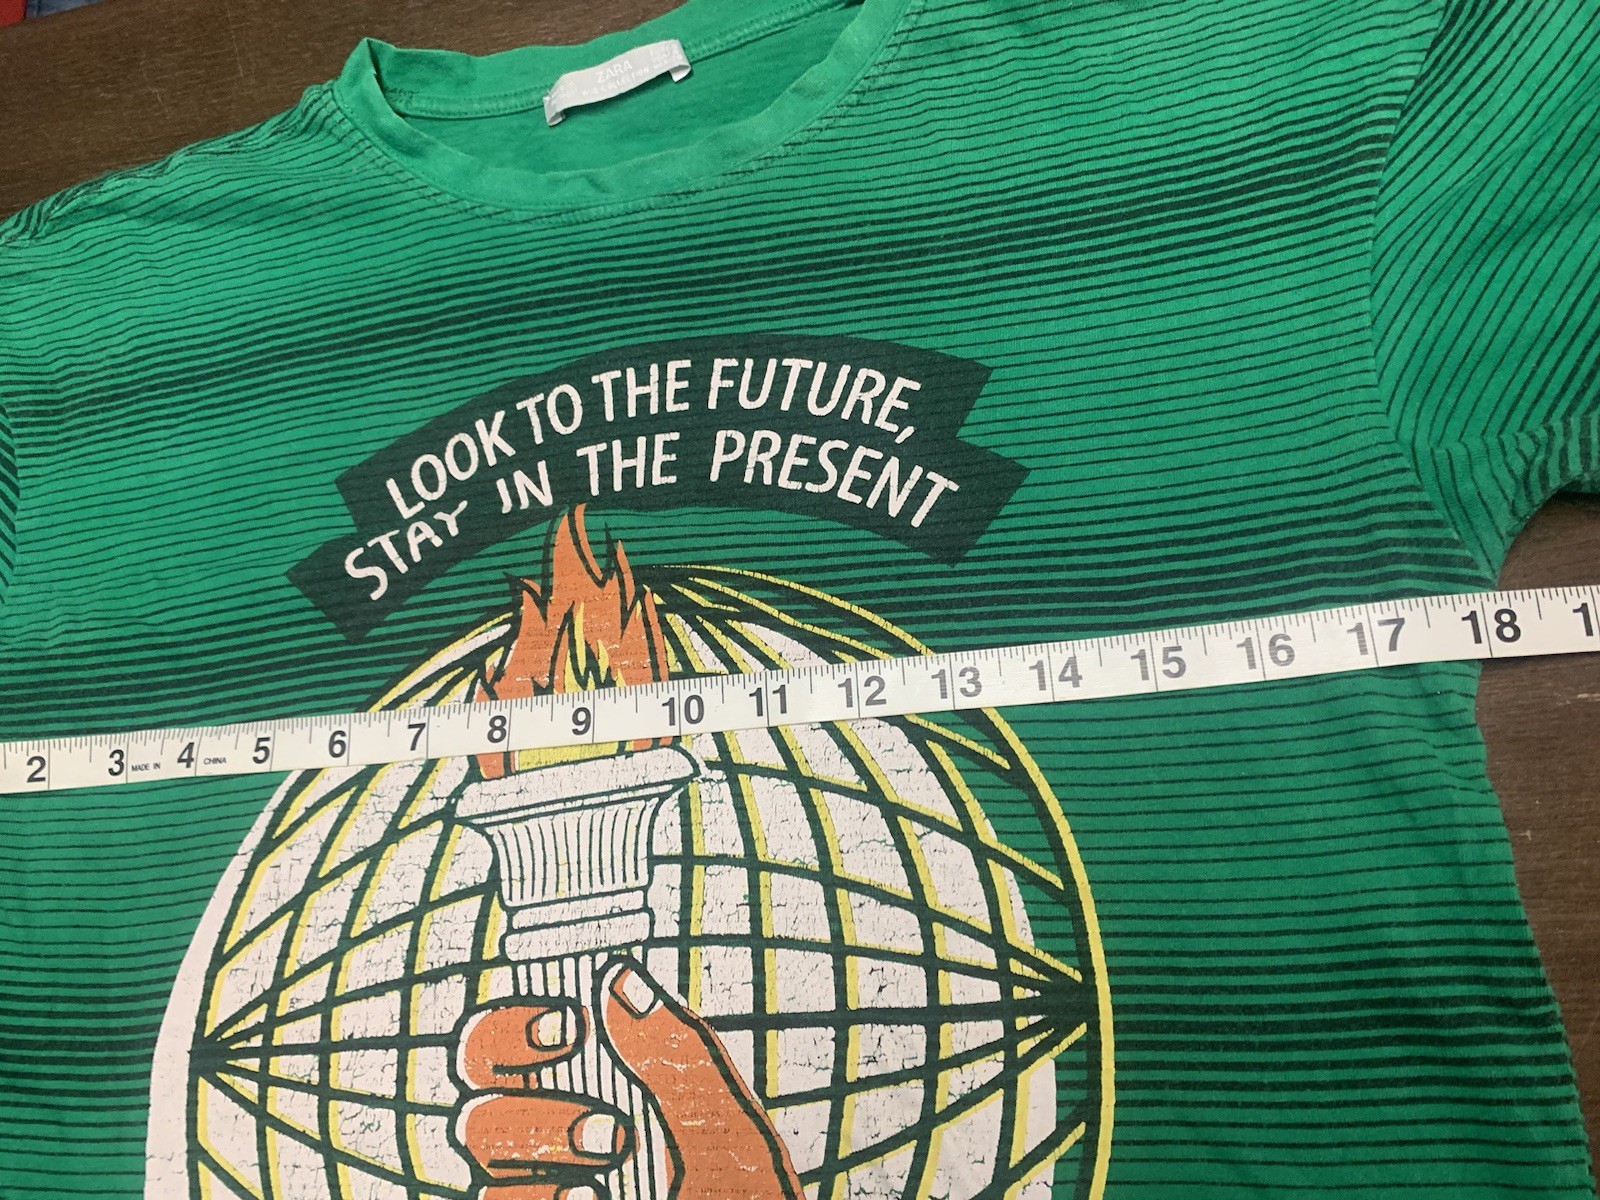 ZARA
LOOK TO THE FUTURE,
STAY IN THE PRESENT
2 3 MADE IN 4 CHINA 5 6 7 8 9 10 11 12 13 14 15 16 17 18 1